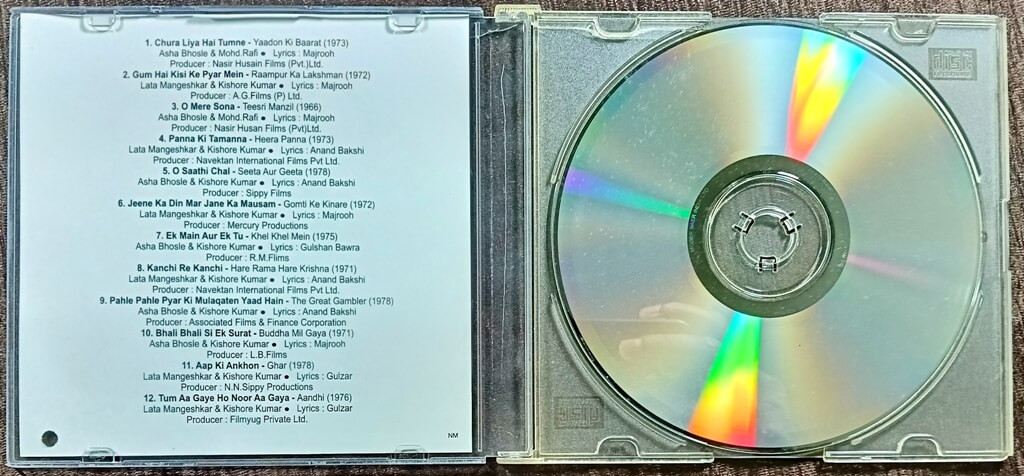 1. Chura Liya Hai Tumne - Yaadon Ki Baarat (1973)
Asha Bhosle & Mohd.Rafi ● Lyrics : Majrooh
Producer : Nasir Husain Films (Pvt.)Ltd.
2. Gum Hai Kisi Ke Pyar Mein - Raampur Ka Lakshman (1972)
Lata Mangeshkar & Kishore Kumar ● Lyrics : Majrooh
Producer : A.G.Films (P) Ltd.
3. O Mere Sona - Teesri Manzil (1966)
Asha Bhosle & Mohd.Rafi ● Lyrics : Majrooh
Producer : Nasir Husan Films (Pvt)Ltd.
4. Panna Ki Tamanna - Heera Panna (1973)
Lata Mangeshkar & Kishore Kumar ● Lyrics : Anand Bakshi
Producer : Navektan International Films Pvt Ltd.
5. O Saathi Chal - Seeta Aur Geeta (1978)
Asha Bhosle & Kishore Kumar ● Lyrics : Anand Bakshi
Producer : Sippy Films
6. Jeene Ka Din Mar Jane Ka Mausam - Gomti Ke Kinare (1972)
Lata Mangeshkar & Kishore Kumar ● Lyrics : Majrooh
Producer : Mercury Productions
7. Ek Main Aur Ek Tu - Khel Khel Mein (1975)
Asha Bhosle & Kishore Kumar ● Lyrics : Gulshan Bawra
Producer : R.M.Flims
8. Kanchi Re Kanchi - Hare Rama Hare Krishna (1971)
Lata Mangeshkar & Kishore Kumar ● Lyrics : Anand Bakshi
Producer : Navektan International Films Pvt Ltd.
9. Pahle Pahle Pyar Ki Mulaqaten Yaad Hain - The Great Gambler (1978)
Asha Bhosle & Kishore Kumar ● Lyrics : Anand Bakshi
Producer : Associated Films & Finance Corporation
10. Bhali Bhali Si Ek Surat - Buddha Mil Gaya (1971)
Asha Bhosle & Kishore Kumar ● Lyrics : Majrooh
Producer : L.B.Films
11. Aap Ki Ankhon - Ghar (1978)
Lata Mangeshkar & Kishore Kumar ● Lyrics : Gulzar
Producer : N.N.Sippy Productions
12. Tum Aa Gaye Ho Noor Aa Gaya - Aandhi (1976)
Lata Mangeshkar & Kishore Kumar ● Lyrics : Gulzar
Producer : Filmyug Private Ltd.
NM
disc